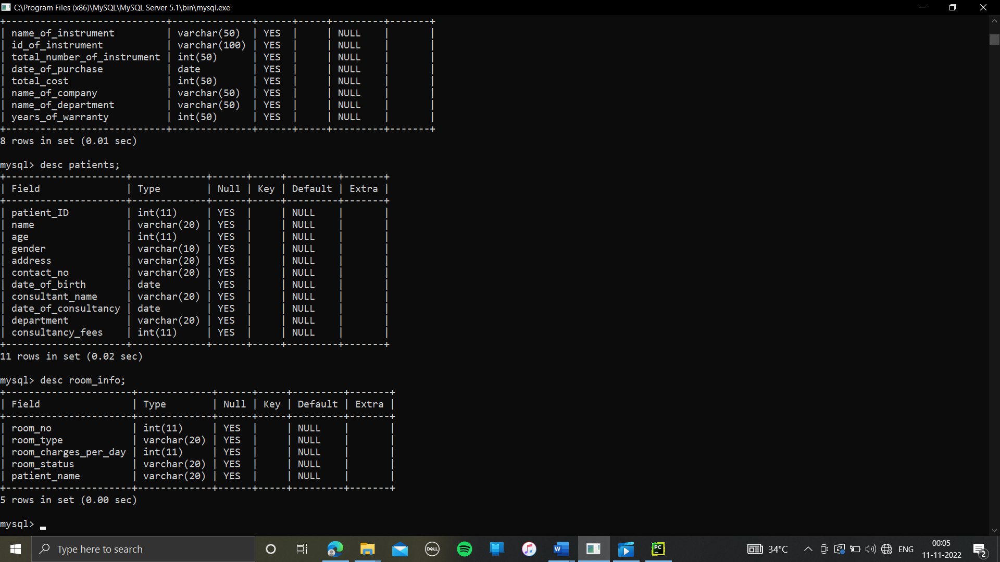 C:\Program Files (x86)\MySQL\MySQL Server 5.1\bin\mysql.exe
+----------------------------+--------------+------+-----+---------+-------+
| name_of_instrument         | varchar(50)  | YES  |     | NULL    |       |
| id_of_instrument           | varchar(100) | YES  |     | NULL    |       |
| total_number_of_instrument | int(50)      | YES  |     | NULL    |       |
| date_of_purchase           | date         | YES  |     | NULL    |       |
| total_cost                 | int(50)      | YES  |     | NULL    |       |
| name_of_company            | varchar(50)  | YES  |     | NULL    |       |
| name_of_department         | varchar(50)  | YES  |     | NULL    |       |
| years_of_warranty          | int(50)      | YES  |     | NULL    |       |
+----------------------------+--------------+------+-----+---------+-------+
8 rows in set (0.01 sec)

mysql> desc patients;
+---------------------+-------------+------+-----+---------+-------+
| Field               | Type        | Null | Key | Default | Extra |
+---------------------+-------------+------+-----+---------+-------+
| patient_ID          | int(11)     | YES  |     | NULL    |       |
| name                | varchar(20) | YES  |     | NULL    |       |
| age                 | int(11)     | YES  |     | NULL    |       |
| gender              | varchar(10) | YES  |     | NULL    |       |
| address             | varchar(20) | YES  |     | NULL    |       |
| contact_no          | varchar(20) | YES  |     | NULL    |       |
| date_of_birth       | date        | YES  |     | NULL    |       |
| consultant_name     | varchar(20) | YES  |     | NULL    |       |
| date_of_consultancy | date        | YES  |     | NULL    |       |
| department          | varchar(20) | YES  |     | NULL    |       |
| consultancy_fees    | int(11)     | YES  |     | NULL    |       |
+---------------------+-------------+------+-----+---------+-------+
11 rows in set (0.02 sec)

mysql> desc room_info;
+----------------------+-------------+------+-----+---------+-------+
| Field                | Type        | Null | Key | Default | Extra |
+----------------------+-------------+------+-----+---------+-------+
| room_no              | int(11)     | YES  |     | NULL    |       |
| room_type            | varchar(20) | YES  |     | NULL    |       |
| room_charges_per_day | int(11)     | YES  |     | NULL    |       |
| room_status          | varchar(20) | YES  |     | NULL    |       |
| patient_name         | varchar(20) | YES  |     | NULL    |       |
+----------------------+-------------+------+-----+---------+-------+
5 rows in set (0.00 sec)

mysql>
Type here to search
DELL
W
PC
34°C
ENG
00:05
11-11-2022
2